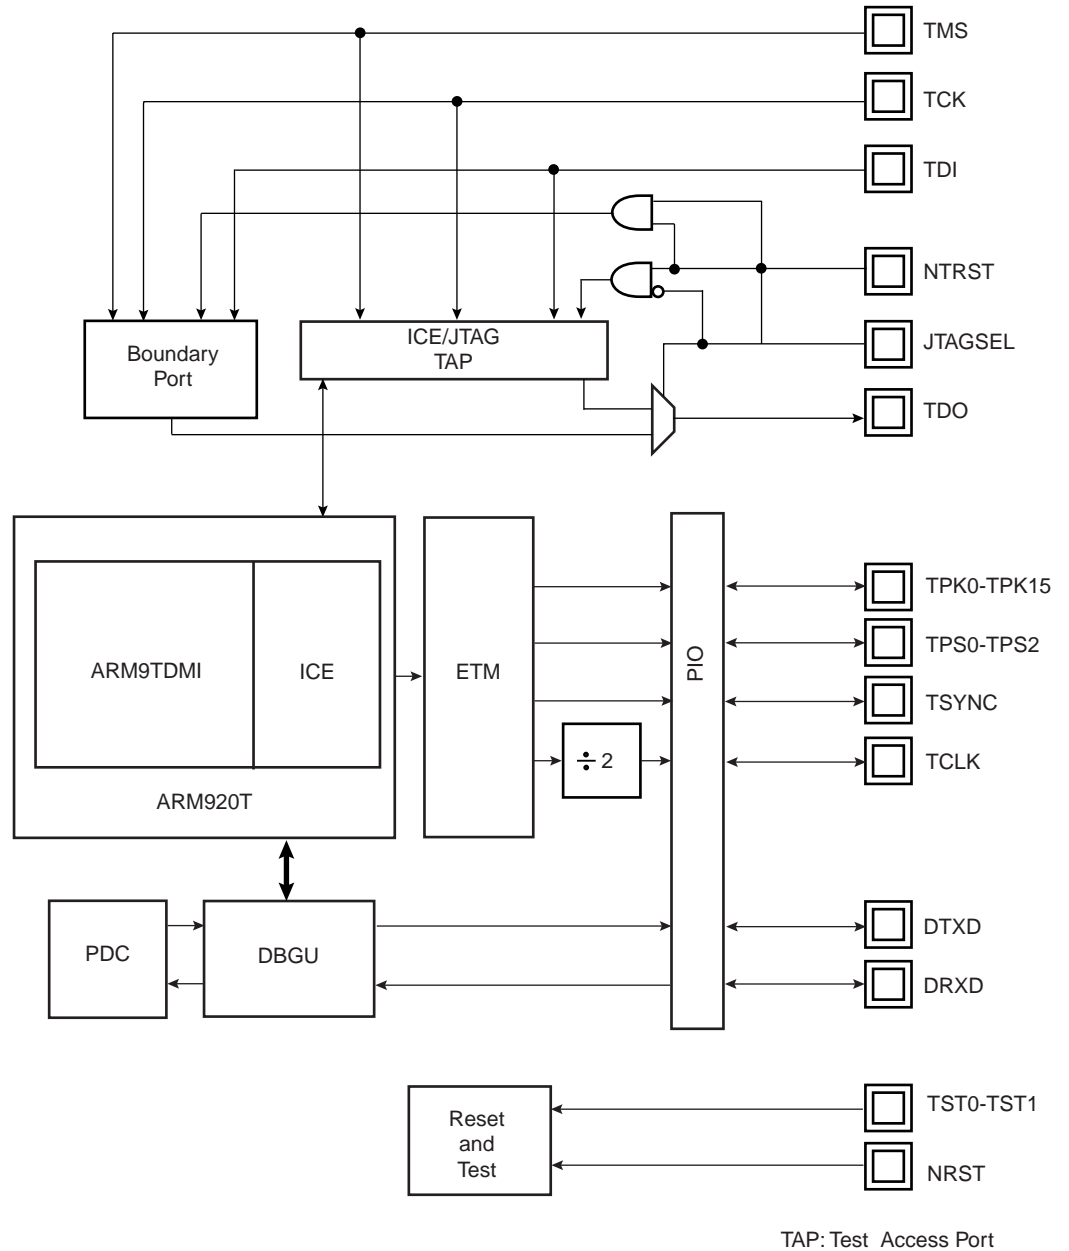 TMS
TCK
TDI
NTRST
JTAGSEL
TDO
Boundary
Port
ICE/JTAG
TAP
ARM9TDMI
ICE
ARM920T
ETM
÷ 2
PIO
TPK0-TPK15
TPS0-TPS2
TSYNC
TCLK
PDC
DBGU
DTXD
DRXD
Reset
and
Test
TST0-TST1
NRST
TAP: Test Access Port